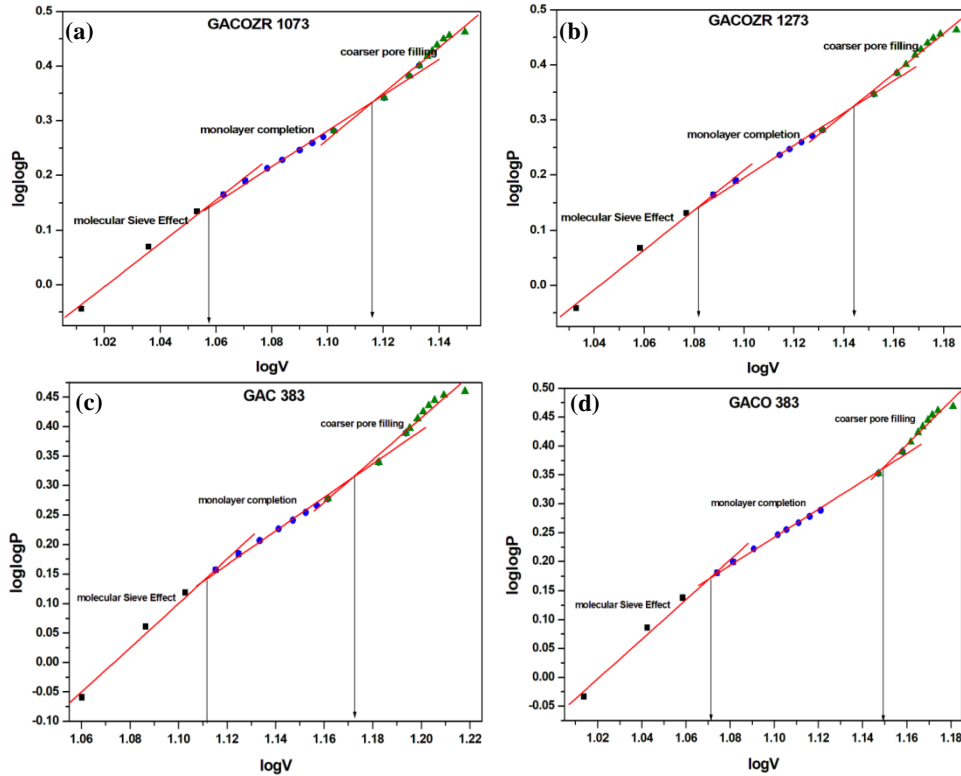 (a)
GACOZR 1073
loglogP
0.5
0.4
0.3
0.2
0.1
0.0
coarser pore filling
monolayer completion
molecular Sieve Effect
1.02 1.04 1.06 1.08 1.10 1.12 1.14
logV
(b)
GACOZR 1273
loglogP
0.5
0.4
0.3
0.2
0.1
0.0
coarser pore filling
monolayer completion
molecular Sieve Effect
1.04 1.06 1.08 1.10 1.12 1.14 1.16 1.18
logV
(c)
GAC 383
loglogP
0.45
0.40
0.35
0.30
0.25
0.20
0.15
0.10
0.05
0.00
-0.05
-0.10
coarser pore filling
monolayer completion
molecular Sieve Effect
1.06 1.08 1.10 1.12 1.14 1.16 1.18 1.20 1.22
logV
(d)
GACO 383
loglogP
0.50
0.45
0.40
0.35
0.30
0.25
0.20
0.15
0.10
0.05
0.00
-0.05
coarser pore filling
monolayer completion
molecular Sieve Effect
1.02 1.04 1.06 1.08 1.10 1.12 1.14 1.16 1.18
logV